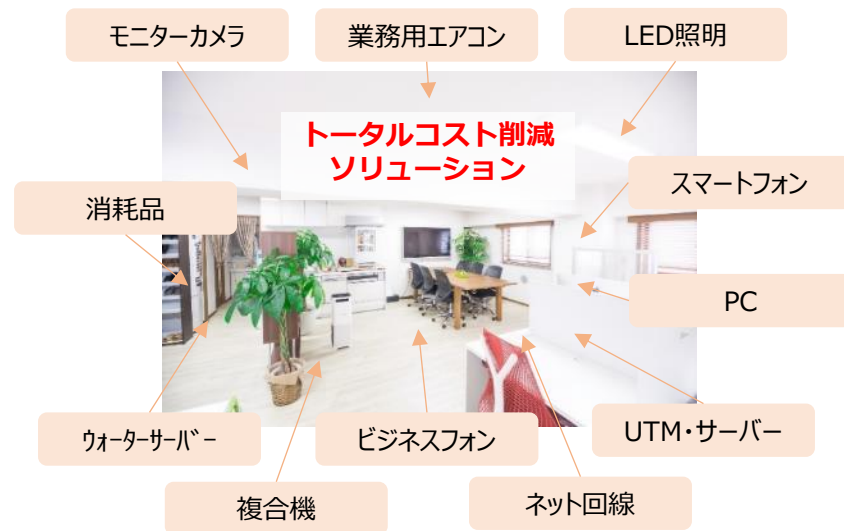 モニターカメラ
業務用エアコン
LED照明
トータルコスト削減
ソリューション
スマートフォン
消耗品
PC
ｳｫｰﾀｰｻｰﾊﾞｰ
ビジネスフォン
UTM・サーバー
複合機
ネット回線